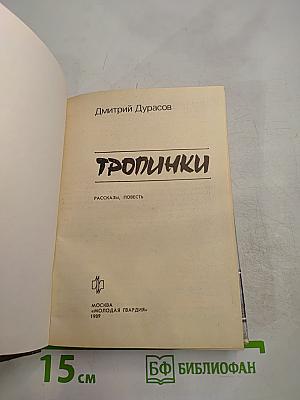 Дмитрий Дурасов
ТРОПИНКИ
РАССКАЗЫ, ПОВЕСТЬ
МОСКВА
«МОЛОДАЯ ГВАРДИЯ»
1989
15 см
БФ БИБЛИОФАН